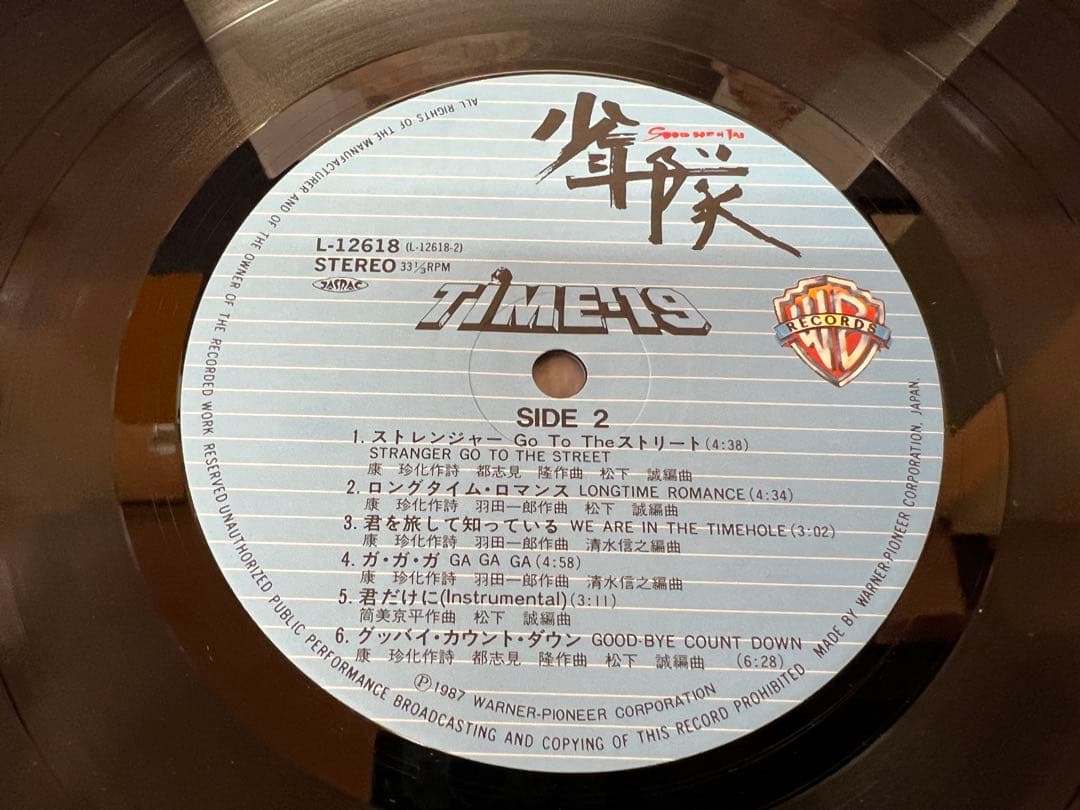 少年隊
SHONEN TAI
L-12618 (L-12618-2)
STEREO 33⅓RPM
JASRAC
TiME-19
WB
RECORDS
SIDE 2
1. ストレンジャー Go To Theストリート(4:38)
STRANGER GO TO THE STREET
康 珍化作詩 都志見 隆作曲 松下 誠編曲
2. ロングタイム・ロマンス LONGTIME ROMANCE(4:34)
康 珍化作詩 羽田一郎作曲 松下 誠編曲
3. 君を旅して知っている WE ARE IN THE TIMEHOLE(3:02)
康 珍化作詩 羽田一郎作曲 清水信之編曲
4. ガ・ガ・ガ GA GA GA(4:58)
康 珍化作詩 羽田一郎作曲 清水信之編曲
5. 君だけに(Instrumental)(3:11)
筒美京平作曲 松下 誠編曲
6. グッバイ・カウント・ダウン GOOD-BYE COUNT DOWN
康 珍化作詩 都志見 隆作曲 松下 誠編曲 (6:28)
Ⓟ1987 WARNER-PIONEER CORPORATION
ALL RIGHTS OF THE MANUFACTURER AND OF THE OWNER OF THE RECORDED WORK RESERVED UNAUTHORIZED PUBLIC PERFORMANCE BROADCASTING AND COPYING OF THIS RECORD PROHIBITED MADE BY WARNER-PIONEER CORPORATION, JAPAN.